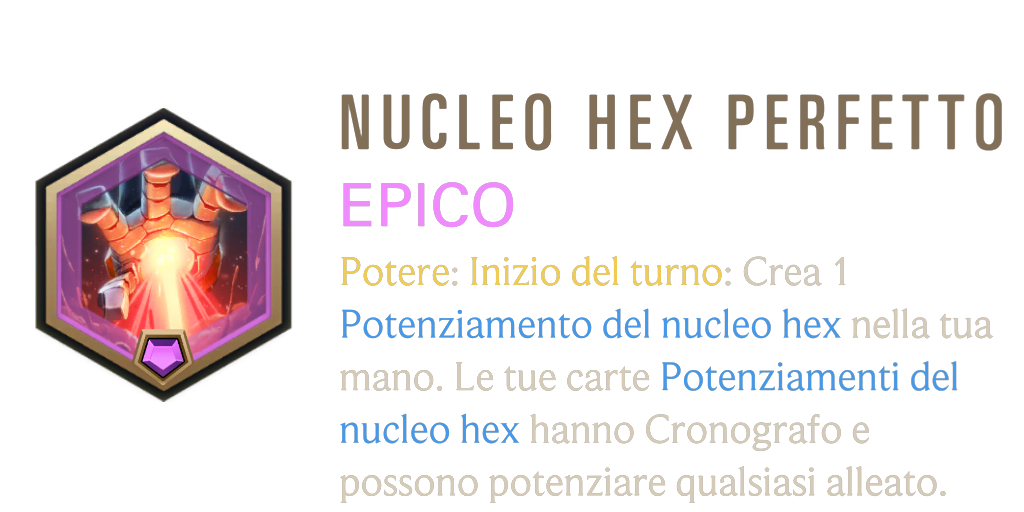 NUCLEO HEX PERFETTO
EPICO
Potere: Inizio del turno: Crea 1
Potenziamento del nucleo hex nella tua
mano. Le tue carte Potenziamenti del
nucleo hex hanno Cronografo e
possono potenziare qualsiasi alleato.